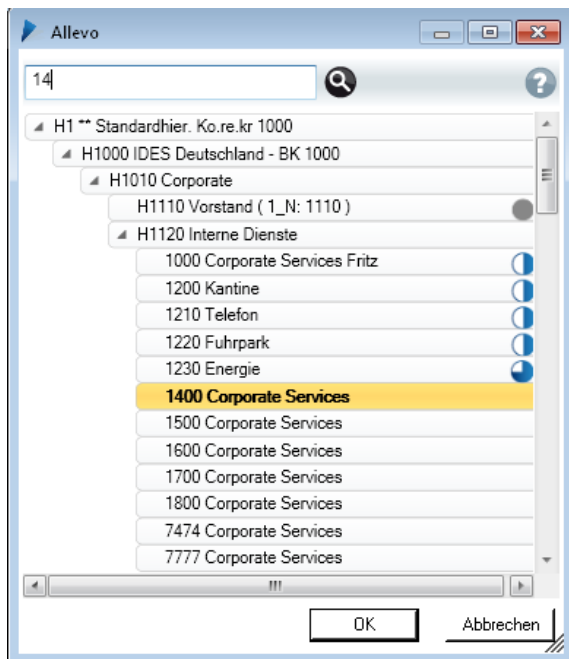 Allevo
14
?
H1 ** Standardhier. Ko.re.kr 1000
H1000 IDES Deutschland - BK 1000
H1010 Corporate
H1110 Vorstand ( 1_N: 1110 )
H1120 Interne Dienste
1000 Corporate Services Fritz
1200 Kantine
1210 Telefon
1220 Fuhrpark
1230 Energie
1400 Corporate Services
1500 Corporate Services
1600 Corporate Services
1700 Corporate Services
1800 Corporate Services
7474 Corporate Services
7777 Corporate Services
OK Abbrechen